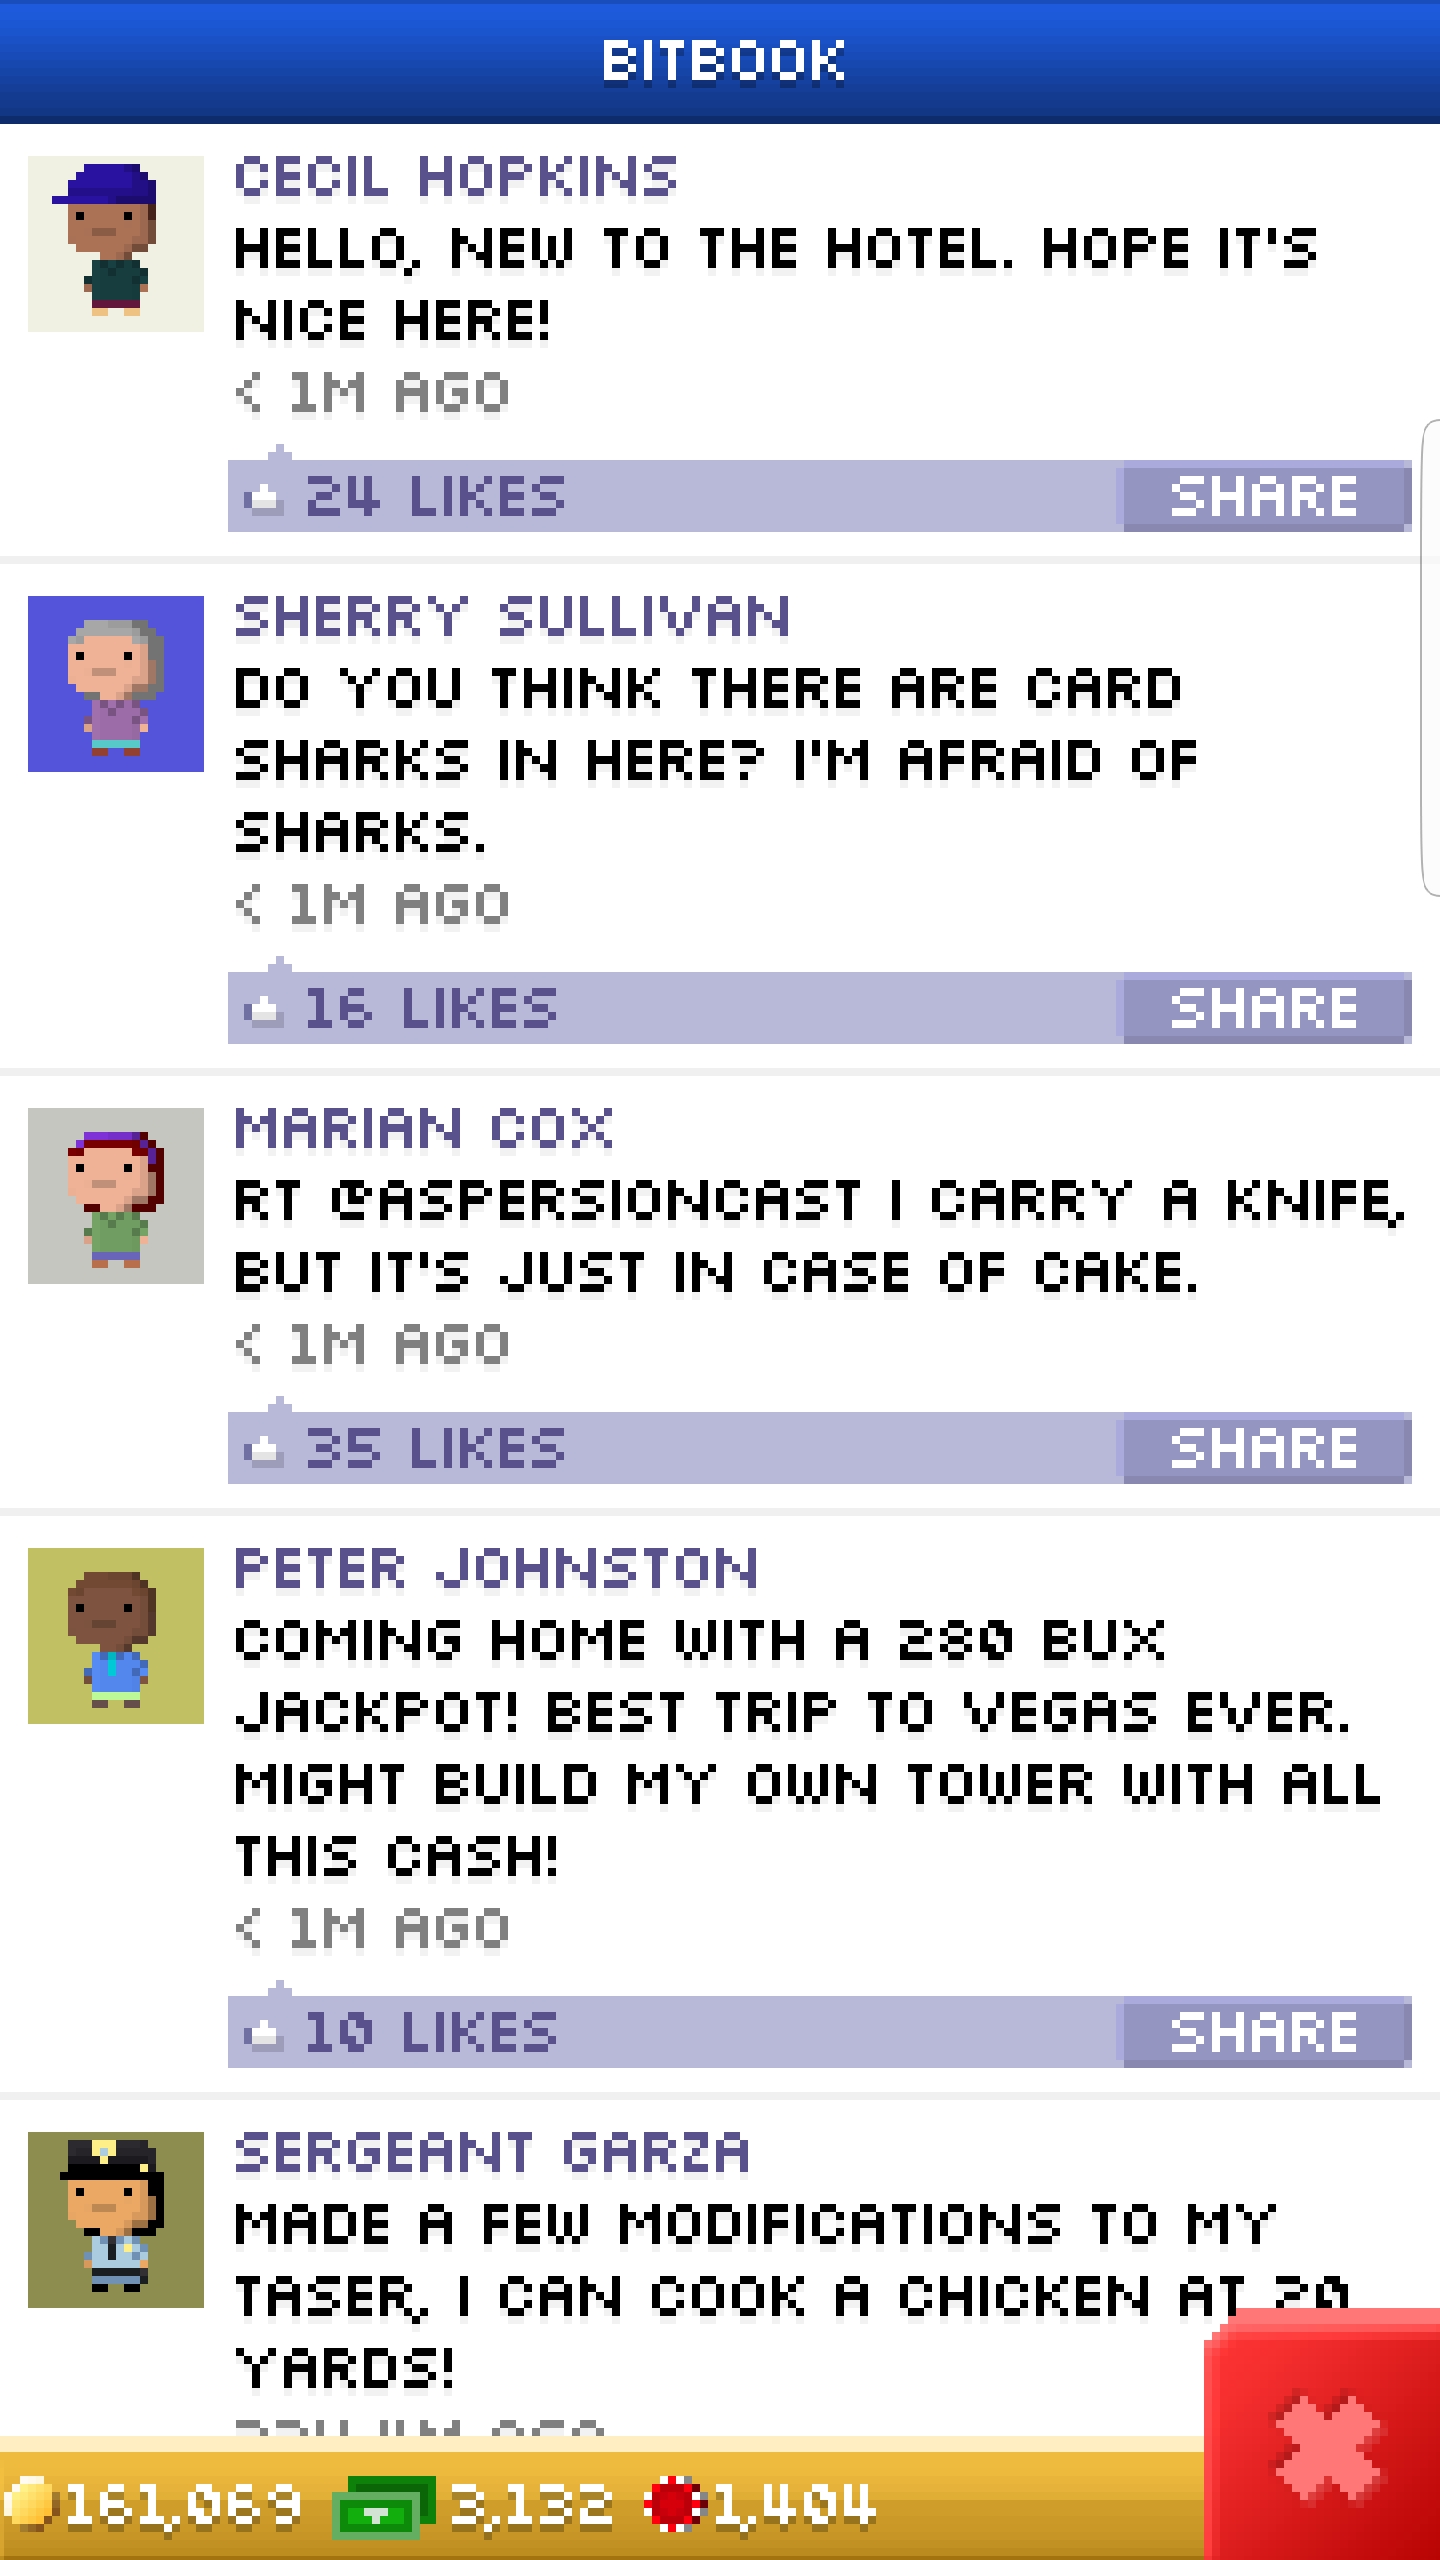 BITBOOK
CECIL HOPKINS
HELLO, NEW TO THE HOTEL. HOPE IT'S
NICE HERE!
< 1M AGO
24 LIKES SHARE
SHERRY SULLIVAN
DO YOU THINK THERE ARE CARD
SHARKS IN HERE? I'M AFRAID OF
SHARKS.
< 1M AGO
16 LIKES SHARE
MARIAN COX
RT @ASPERSIONCAST I CARRY A KNIFE,
BUT IT'S JUST IN CASE OF CAKE.
< 1M AGO
35 LIKES SHARE
PETER JOHNSTON
COMING HOME WITH A 280 BUX
JACKPOT! BEST TRIP TO VEGAS EVER.
MIGHT BUILD MY OWN TOWER WITH ALL
THIS CASH!
< 1M AGO
10 LIKES SHARE
SERGEANT GARZA
MADE A FEW MODIFICATIONS TO MY
TASER, I CAN COOK A CHICKEN AT 20
YARDS!
AGO
161,069 3,132 1,404